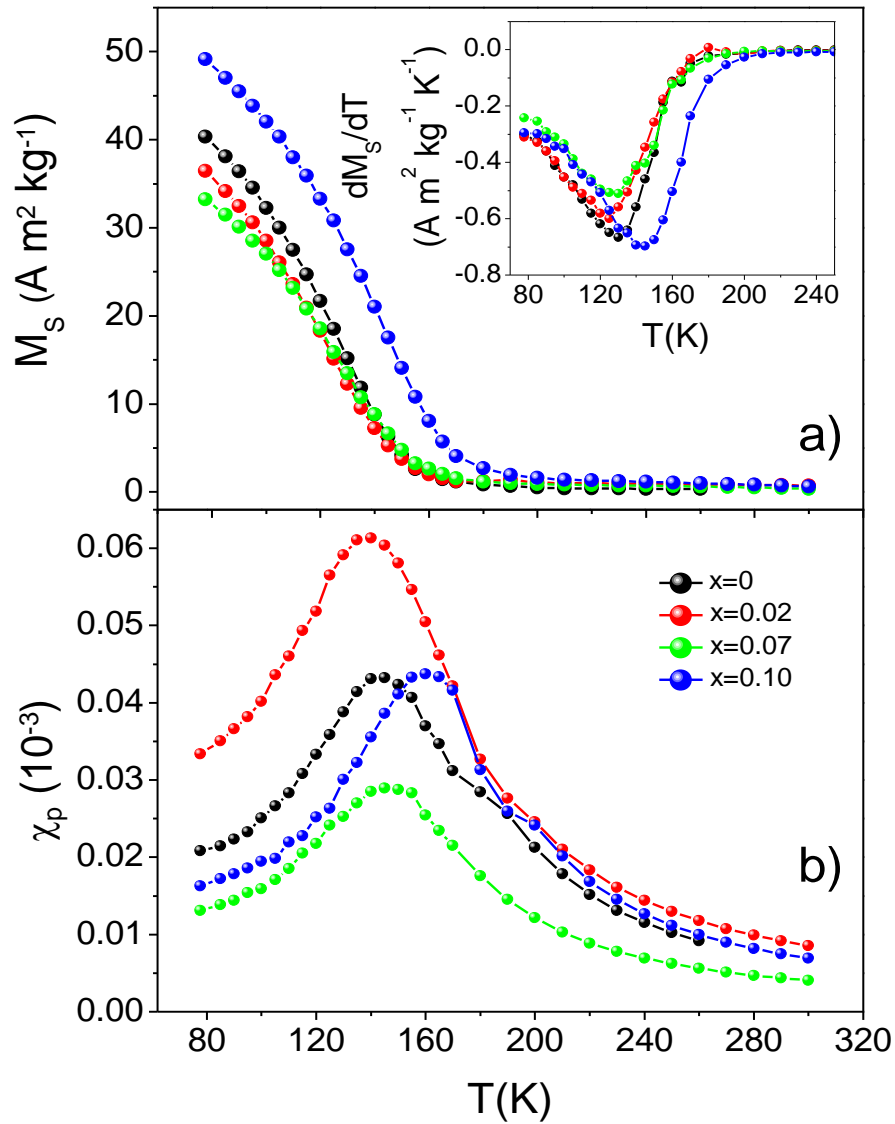 50
40
30
20
10
0
M_S (A m² kg⁻¹)
0.0
-0.2
-0.4
-0.6
-0.8
dM_S/dT
(A m² kg⁻¹ K⁻¹)
80 120 160 200 240
T(K)
a)
0.06
0.05
0.04
0.03
0.02
0.01
0.00
χ_p (10⁻³)
x=0
x=0.02
x=0.07
x=0.10
b)
80 120 160 200 240 280 320
T(K)